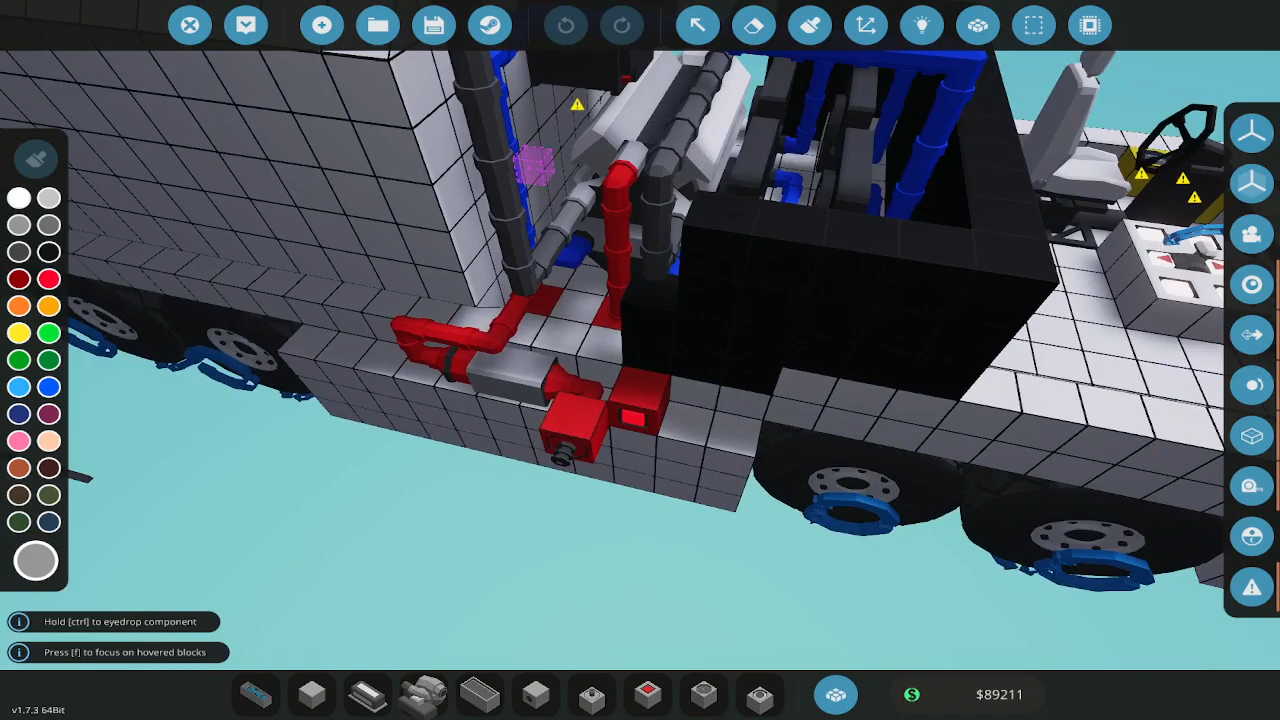 Hold [ctrl] to eyedrop component
Press [f] to focus on hovered blocks
v1.7.3 64Bit
$ $89211